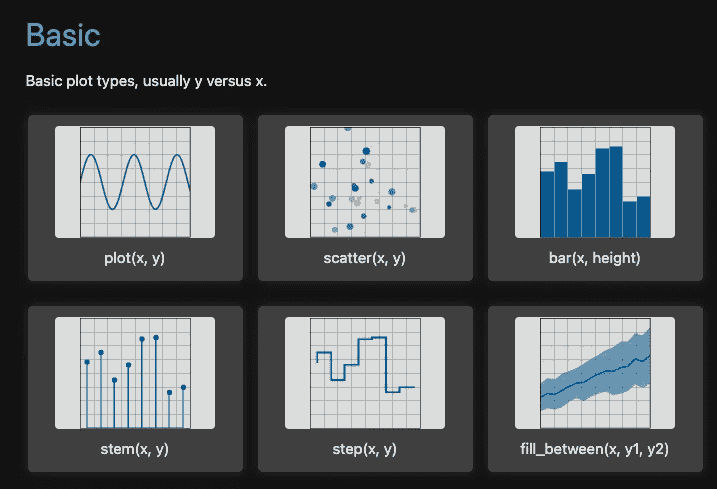 Basic
Basic plot types, usually y versus x.
plot(x, y)
scatter(x, y)
bar(x, height)
stem(x, y)
step(x, y)
fill_between(x, y1, y2)